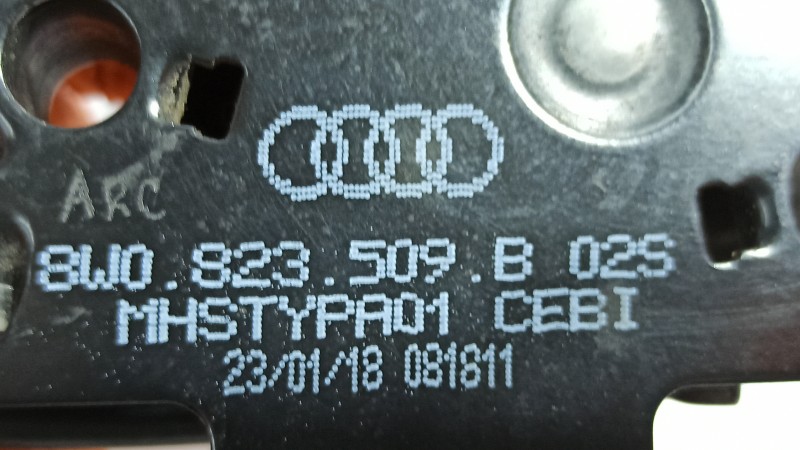 ARC
8W0.823.509.B 02S
MHSTYPA01 CEBI
23/01/18 081811